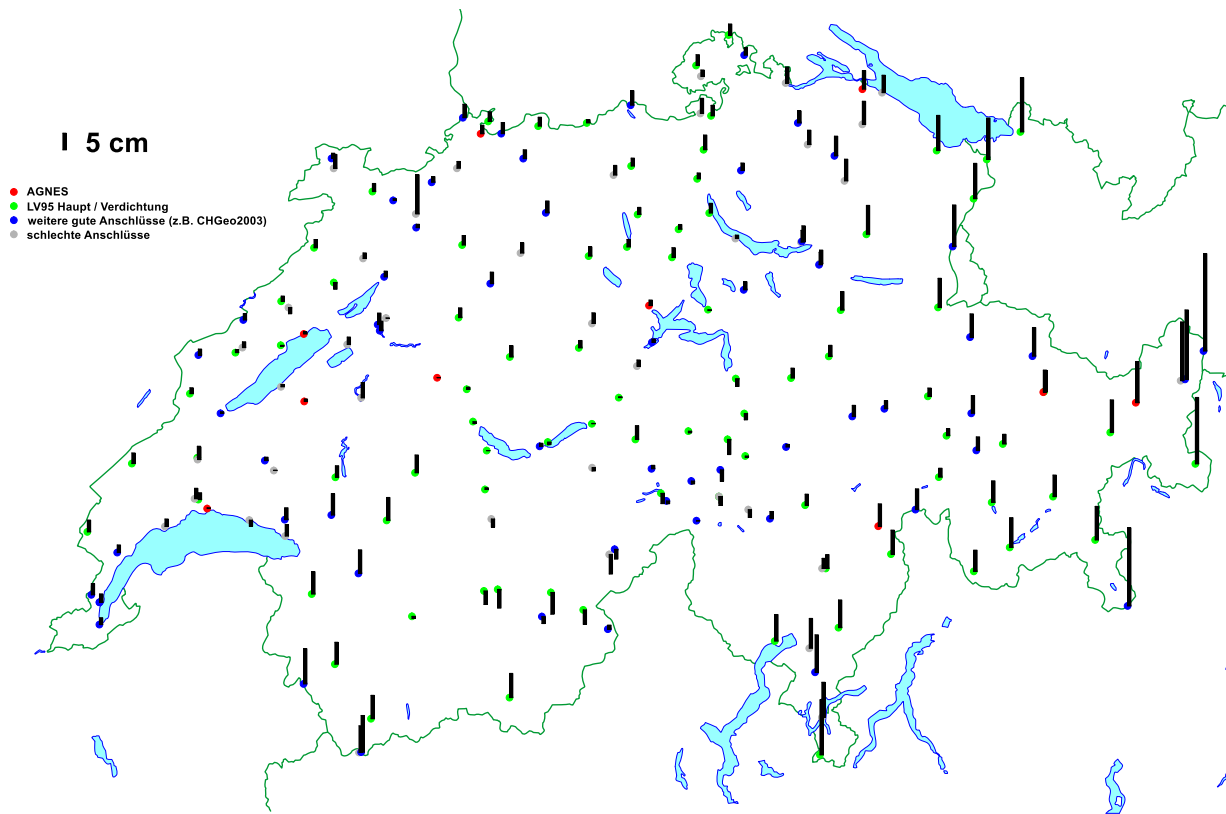 5 cm
AGNES
LV95 Haupt / Verdichtung
weitere gute Anschlüsse (z.B. CHGeo2003)
schlechte Anschlüsse